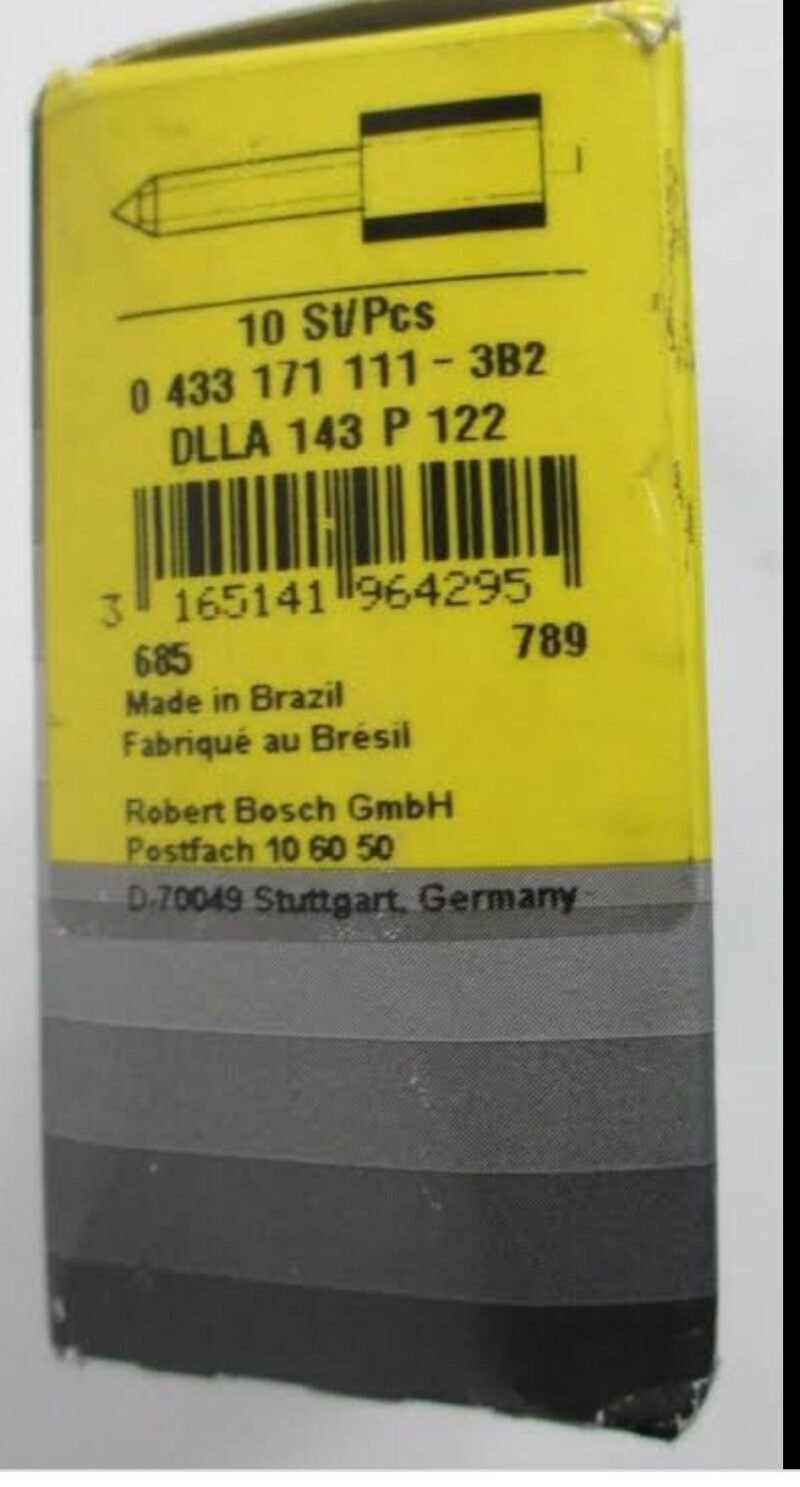 10 St/Pcs
0 433 171 111 - 3B2
DLLA 143 P 122
3 165141 964295
685 789
Made in Brazil
Fabriqué au Brésil
Robert Bosch GmbH
Postfach 10 60 50
D-70049 Stuttgart, Germany